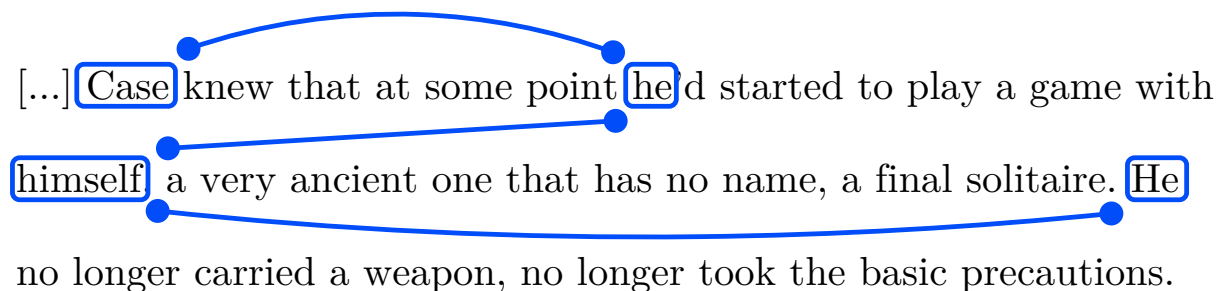 [...] Case knew that at some point he'd started to play a game with
himself, a very ancient one that has no name, a final solitaire. He
no longer carried a weapon, no longer took the basic precautions.